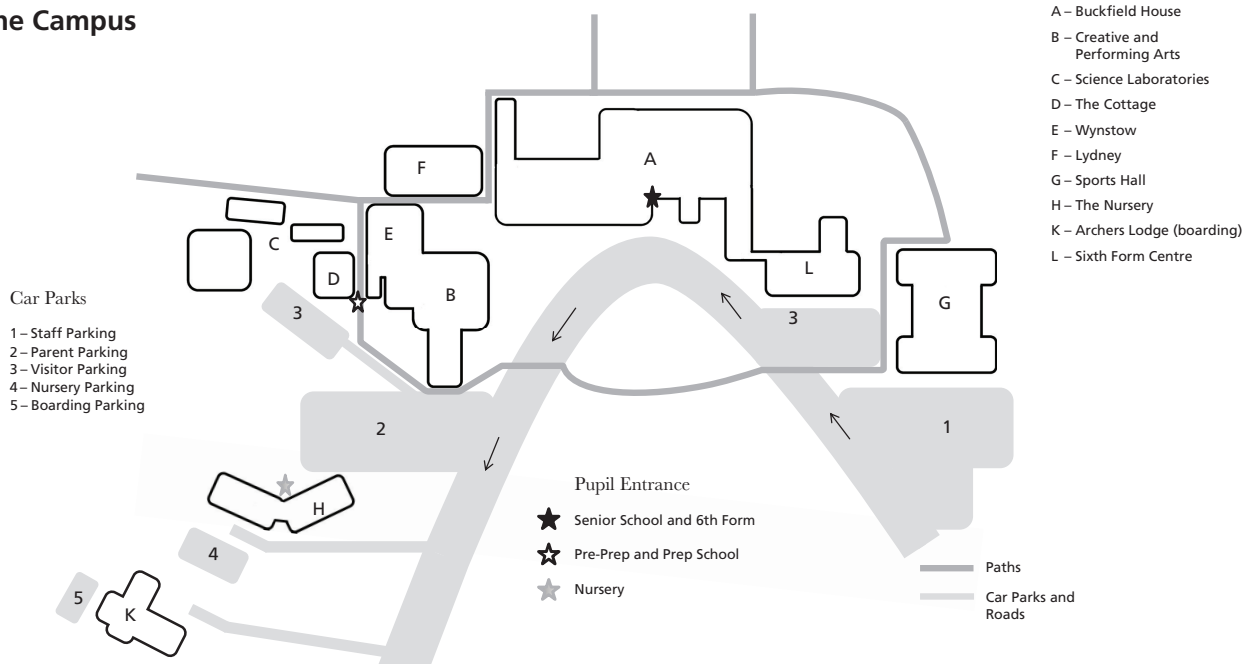 ne Campus
A – Buckfield House
B – Creative and
Performing Arts
C – Science Laboratories
D – The Cottage
E – Wynstow
F – Lydney
G – Sports Hall
H – The Nursery
K – Archers Lodge (boarding)
L – Sixth Form Centre
F
A
E
C
D
B
L
G
3
3
Car Parks
1 – Staff Parking
2 – Parent Parking
3 – Visitor Parking
4 – Nursery Parking
5 – Boarding Parking
2
1
H
4
5
K
Pupil Entrance
Senior School and 6th Form
Pre-Prep and Prep School
Nursery
Paths
Car Parks and
Roads